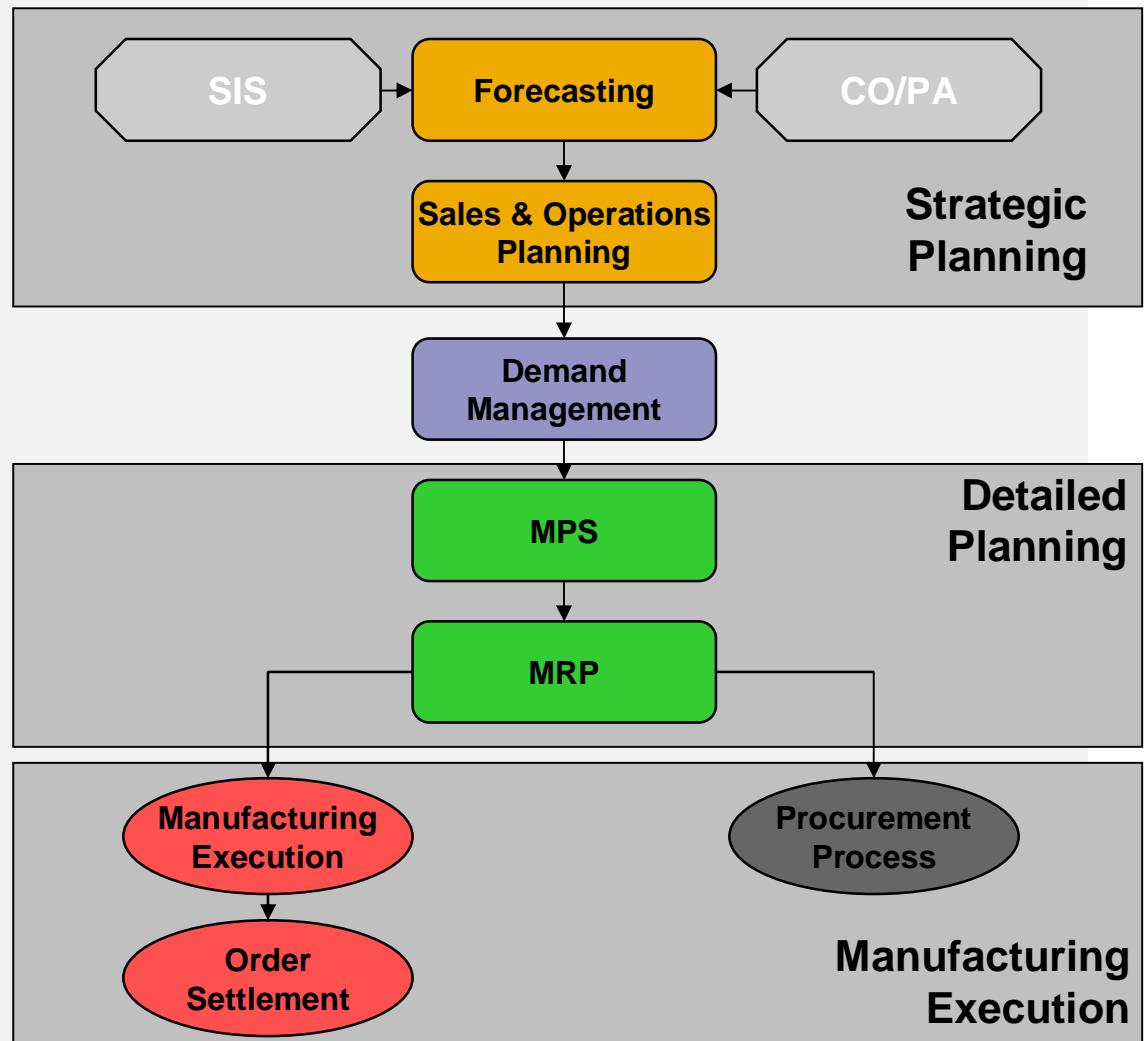 SIS
Forecasting
CO/PA
Sales & Operations
Planning
Strategic
Planning
Demand
Management
Detailed
Planning
MPS
MRP
Manufacturing
Execution
Procurement
Process
Order
Settlement
Manufacturing
Execution